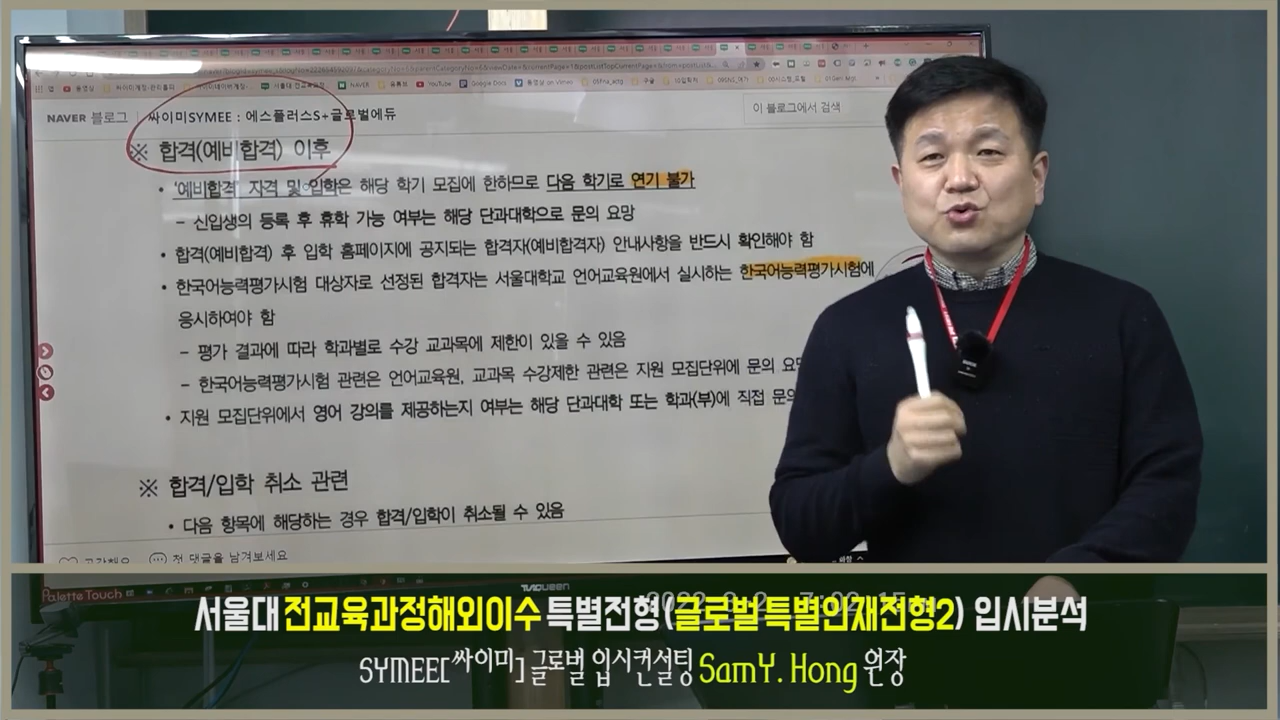 NAVER 블로그 싸이미SYMEE : 에스플러스S+글로벌에듀
이 블로그에서 검색
※ 합격(예비합격) 이후
• '예비합격' 자격 및 입학은 해당 학기 모집에 한하므로 다음 학기로 연기 불가
- 신입생의 등록 후 휴학 가능 여부는 해당 단과대학으로 문의 요망
• 합격(예비합격) 후 입학 홈페이지에 공지되는 합격자(예비합격자) 안내사항을 반드시 확인해야 함
• 한국어능력평가시험 대상자로 선정된 합격자는 서울대학교 언어교육원에서 실시하는 한국어능력평가시험에
응시하여야 함
- 평가 결과에 따라 학과별로 수강 교과목에 제한이 있을 수 있음
- 한국어능력평가시험 관련은 언어교육원, 교과목 수강제한 관련은 지원 모집단위에 문의
• 지원 모집단위에서 영어 강의를 제공하는지 여부는 해당 단과대학 또는 학과(부)에 직접 문의
※ 합격/입학 취소 관련
• 다음 항목에 해당하는 경우 합격/입학이 취소될 수 있음
공감해요 첫 댓글을 남겨보세요
PaletteTouch
서울대 전교육과정해외이수 특별전형(글로벌특별인재전형2) 입시분석
SYMEE[싸이미] 글로벌 입시컨설팅 Sam Y. Hong 원장